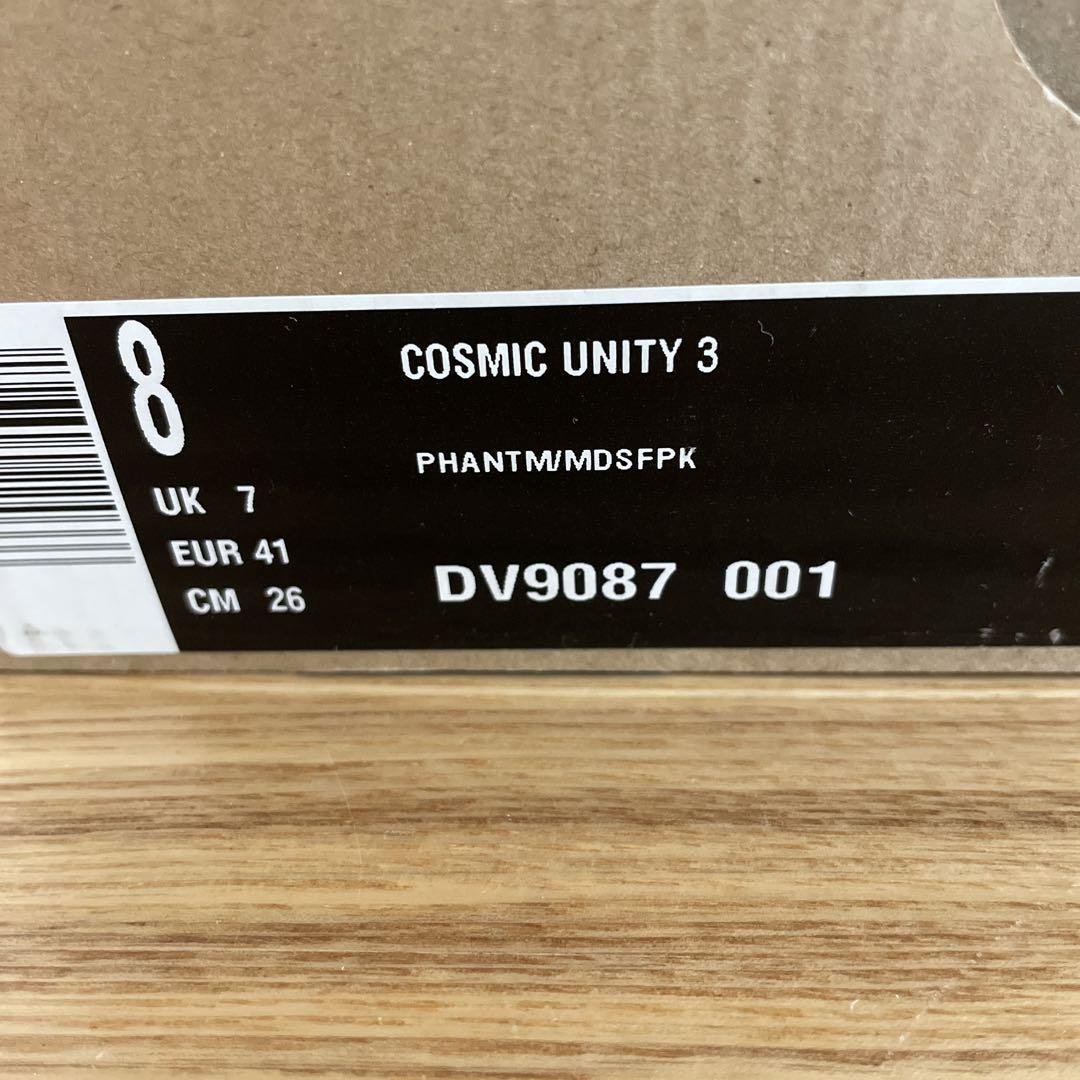 8
COSMIC UNITY 3
PHANTM/MDSFPK
UK 7
EUR 41
CM 26
DV9087 001